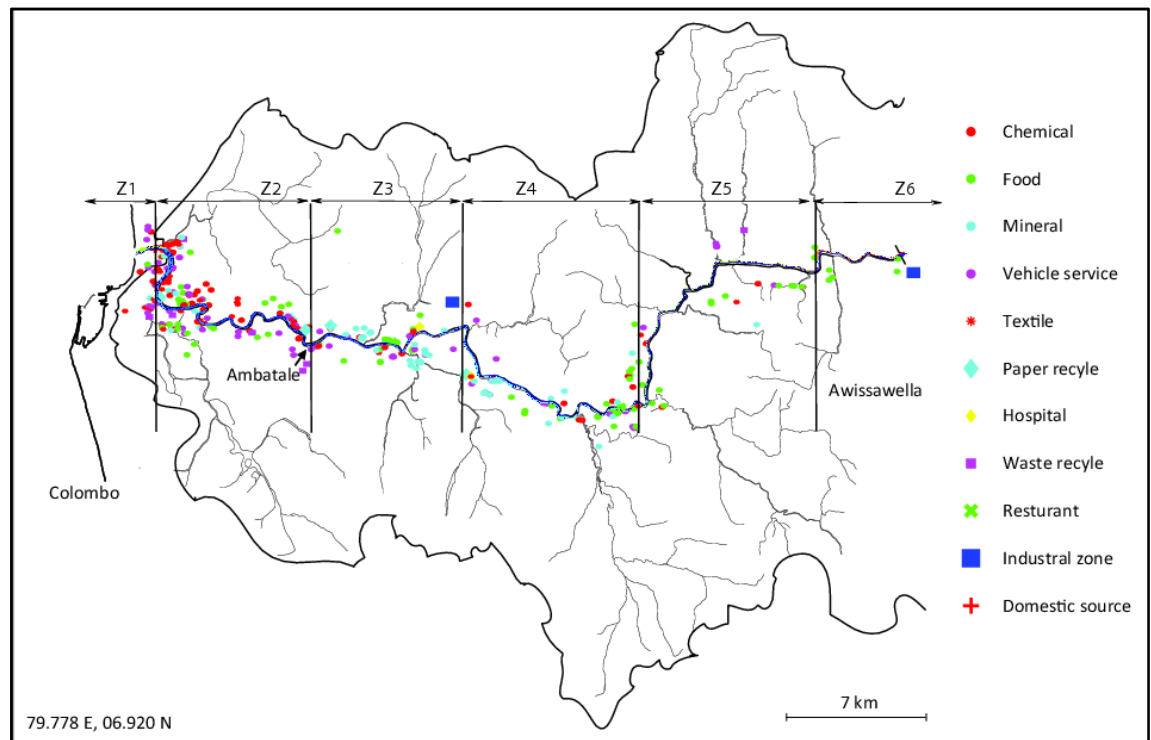 Z1
Z2
Z3
Z4
Z5
Z6
Ambatale
Awissawella
Colombo
Chemical
Food
Mineral
Vehicle service
Textile
Paper recyle
Hospital
Waste recyle
Resturant
Industral zone
Domestic source
7 km
79.778 E, 06.920 N